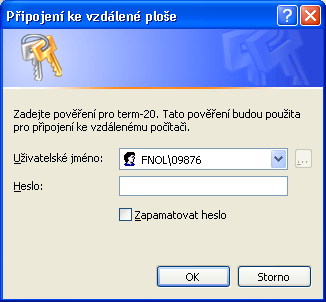 Připojení ke vzdálené ploše
Zadejte pověření pro term-20. Tato pověření budou použita
pro připojení ke vzdálenému počítači.
Uživatelské jméno: FNOL\09876 ...
Heslo:
Zapamatovat heslo
OK Storno